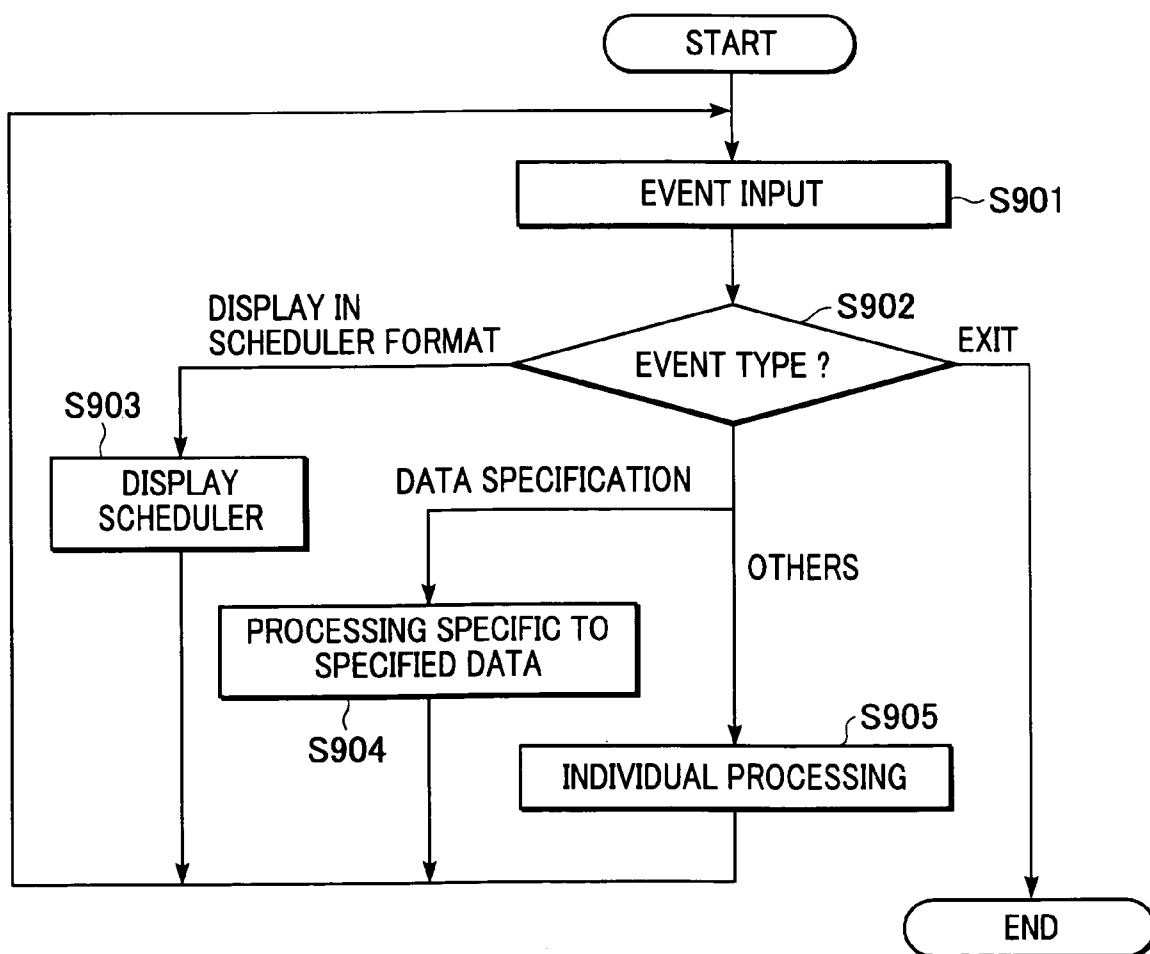 START
EVENT INPUT
S901
S902
DISPLAY IN
SCHEDULER FORMAT
EXIT
EVENT TYPE ?
S903
DISPLAY
SCHEDULER
DATA SPECIFICATION
OTHERS
PROCESSING SPECIFIC TO
SPECIFIED DATA
S904
S905
INDIVIDUAL PROCESSING
END